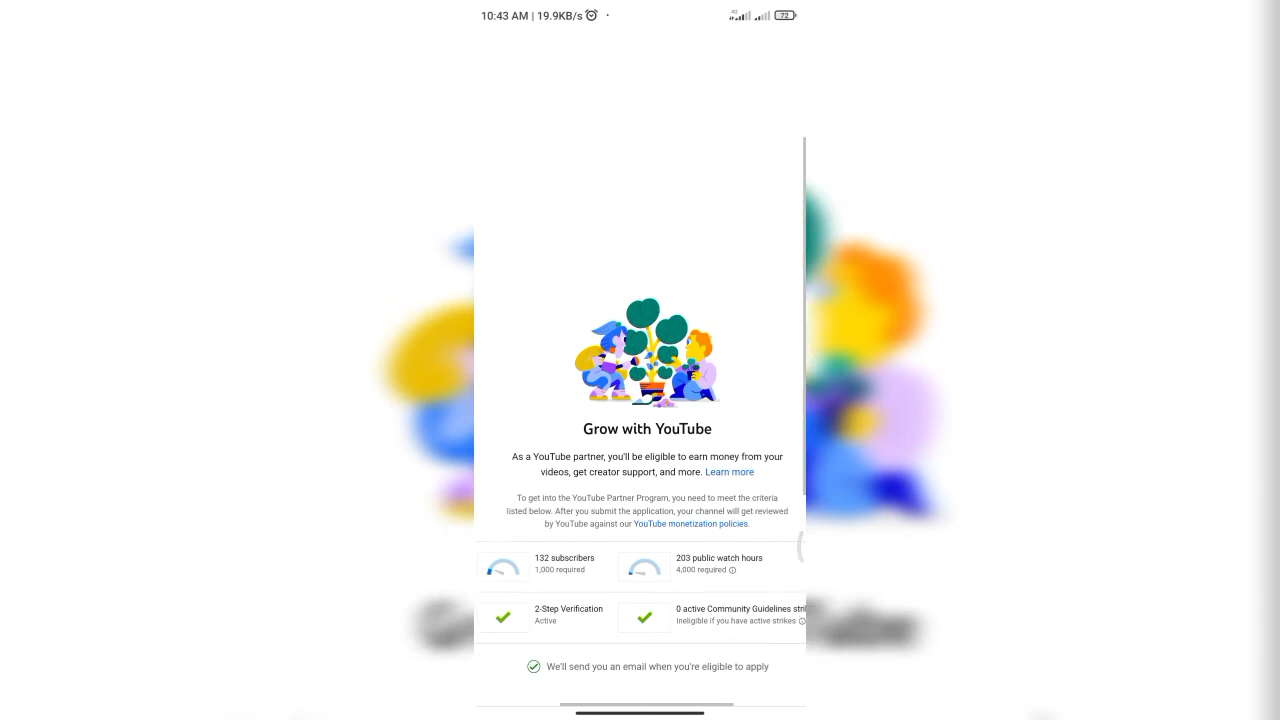 10:43 AM | 19.9KB/s
4G
72
Grow with YouTube
As a YouTube partner, you'll be eligible to earn money from your
videos, get creator support, and more. Learn more
To get into the YouTube Partner Program, you need to meet the criteria
listed below. After you submit the application, your channel will get reviewed
by YouTube against our YouTube monetization policies.
132 subscribers
1,000 required
203 public watch hours
4,000 required
2-Step Verification
Active
0 active Community Guidelines stri
Ineligible if you have active strikes
We'll send you an email when you're eligible to apply